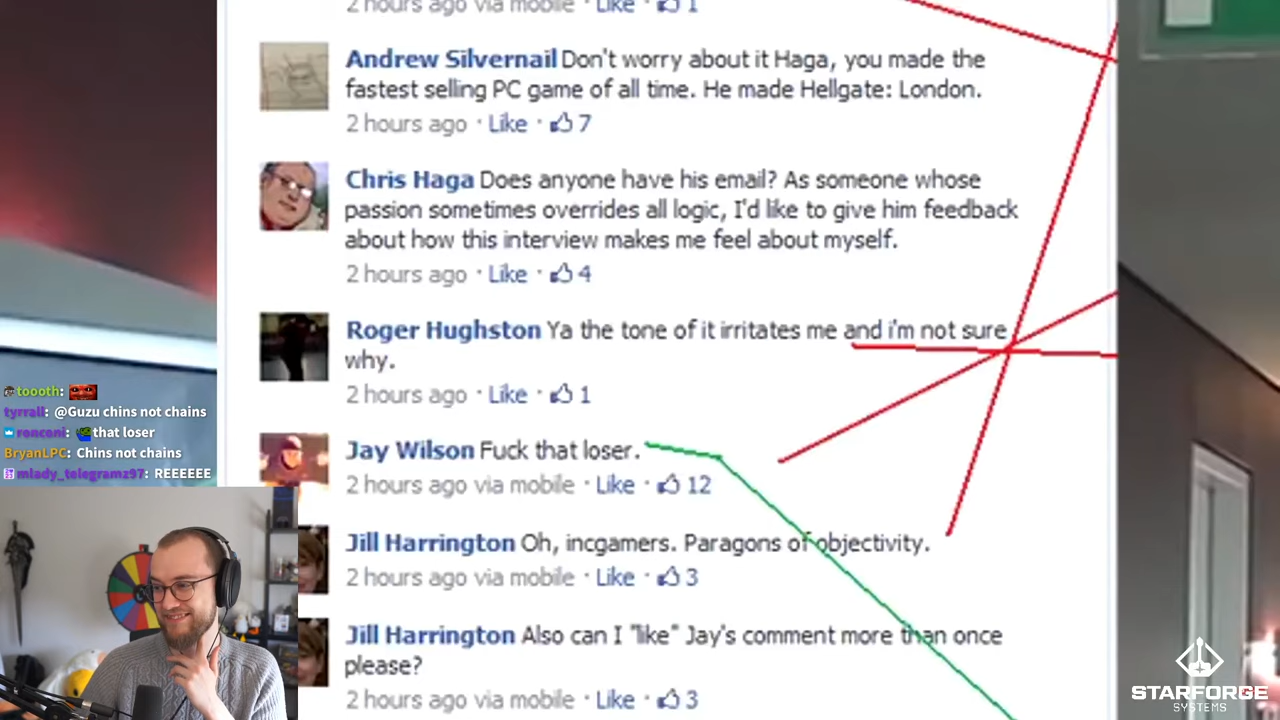 2 hours ago via mobile · Like · 1
Andrew Silvernail Don't worry about it Haga, you made the
fastest selling PC game of all time. He made Hellgate: London.
2 hours ago · Like · 7
Chris Haga Does anyone have his email? As someone whose
passion sometimes overrides all logic, I'd like to give him feedback
about how this interview makes me feel about myself.
2 hours ago · Like · 4
Roger Hughston Ya the tone of it irritates me and i'm not sure
why.
2 hours ago · Like · 1
Jay Wilson Fuck that loser.
2 hours ago via mobile · Like · 12
Jill Harrington Oh, incgamers. Paragons of objectivity.
2 hours ago via mobile · Like · 3
Jill Harrington Also can I "like" Jay's comment more than once
please?
2 hours ago via mobile · Like · 3
toooth:
tyrrall: @Guzu chins not chains
ronconi: that loser
BryanLPC: Chins not chains
mlady_telegramz97: REEEEEE
STARFORGE
SYSTEMS